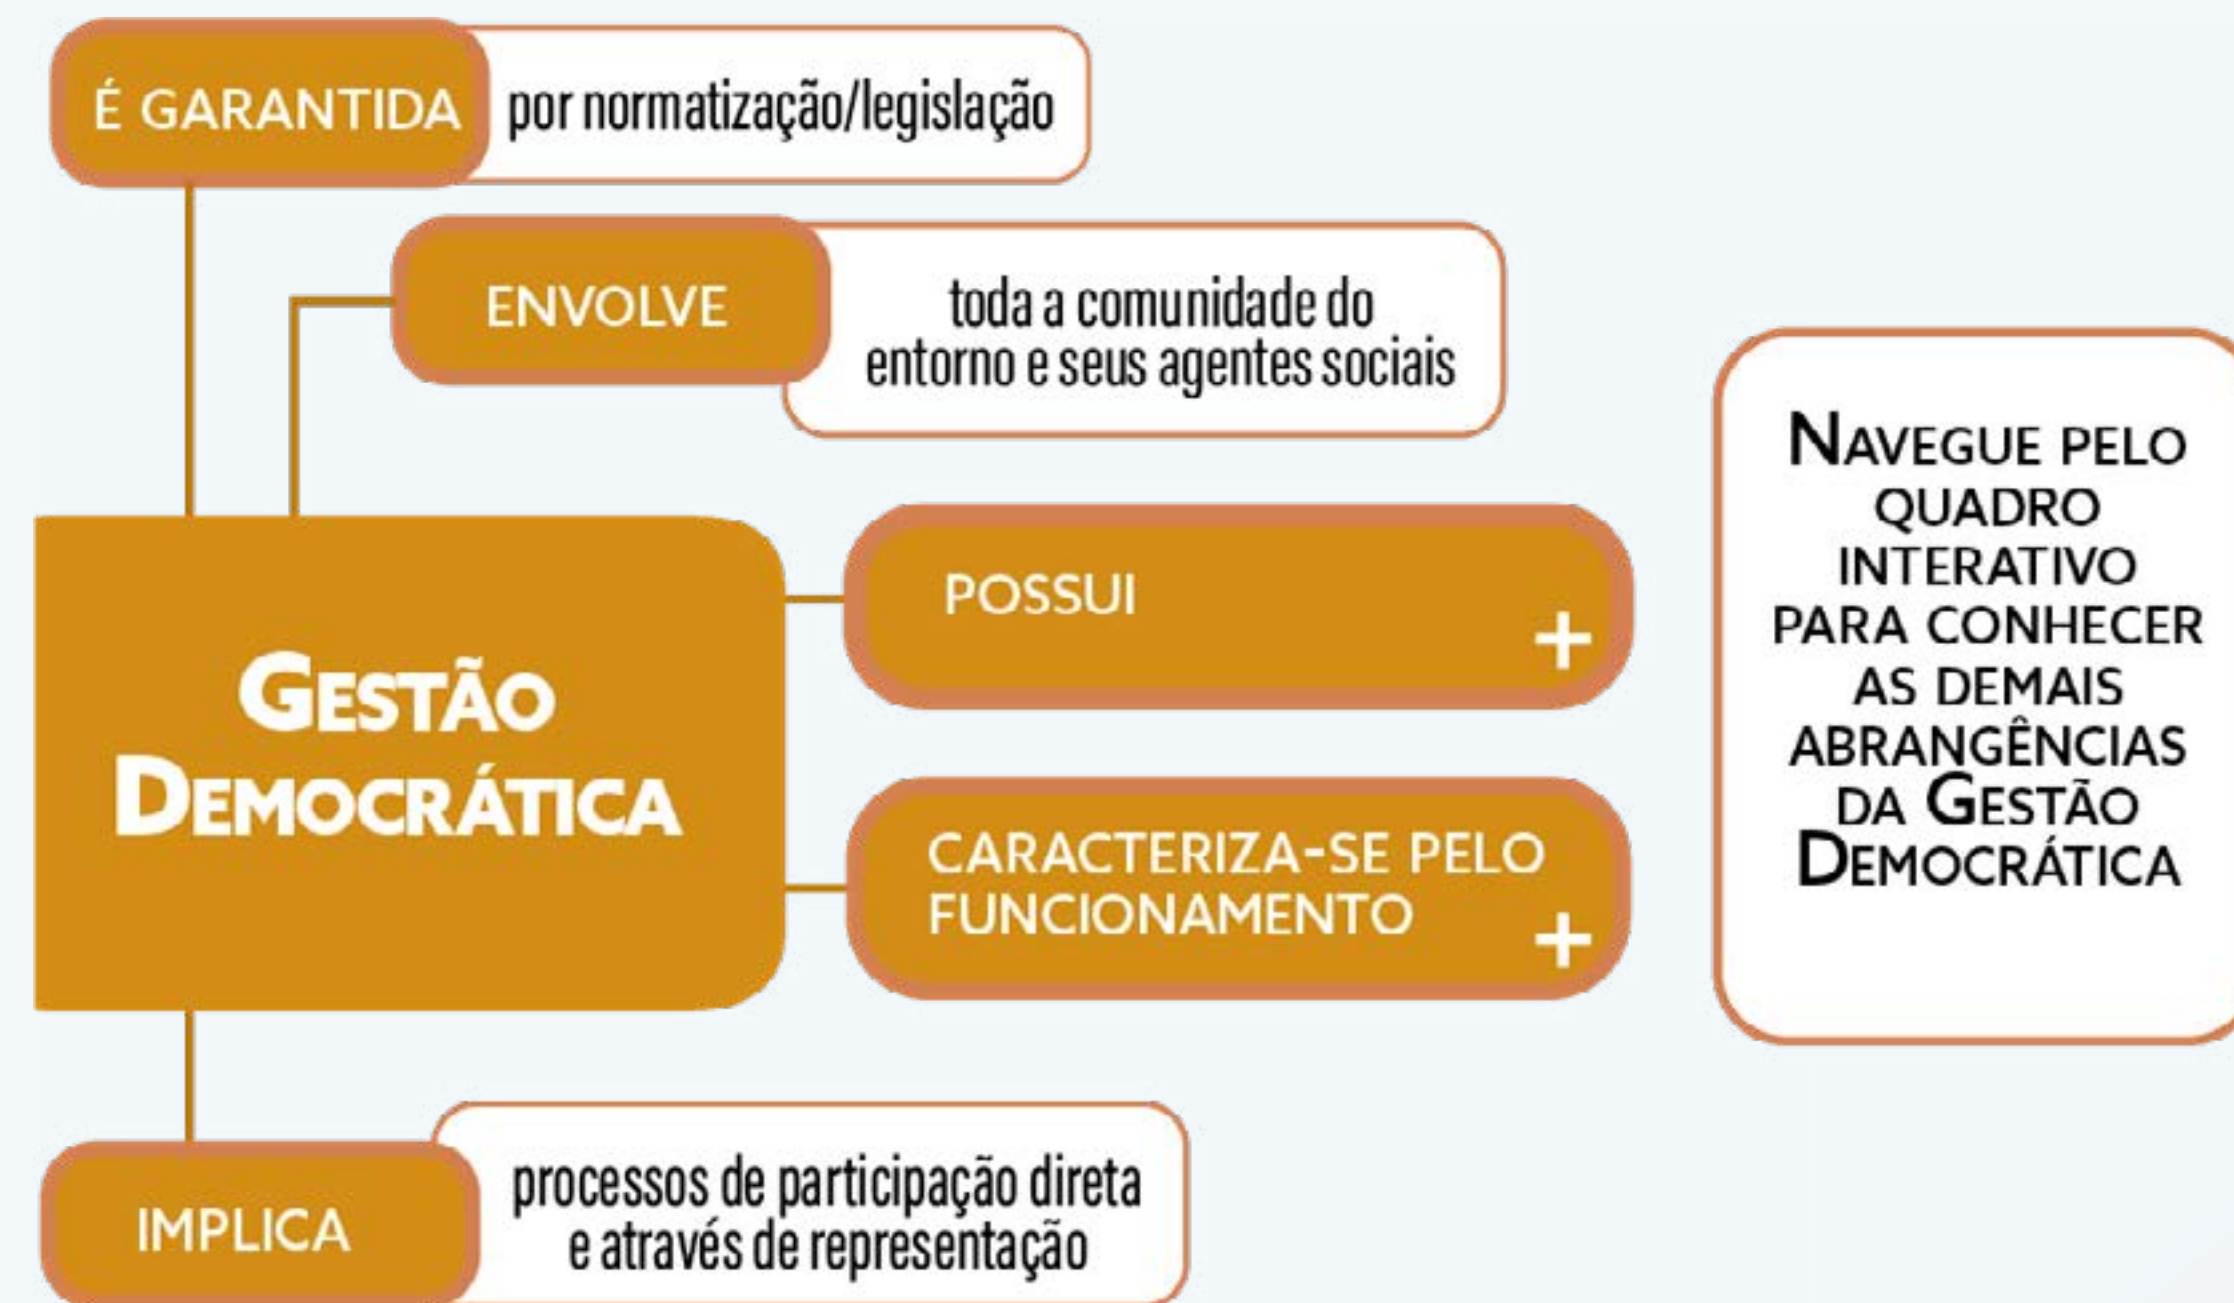 É GARANTIDA
por normatização/legislação
ENVOLVE
toda a comunidade do
entorno e seus agentes sociais
GESTÃO
DEMOCRÁTICA
POSSUI
+
CARACTERIZA-SE PELO
FUNCIONAMENTO
+
IMPLICA
processos de participação direta
e através de representação
NAVEGUE PELO
QUADRO
INTERATIVO
PARA CONHECER
AS DEMAIS
ABRANGÊNCIAS
DA GESTÃO
DEMOCRÁTICA